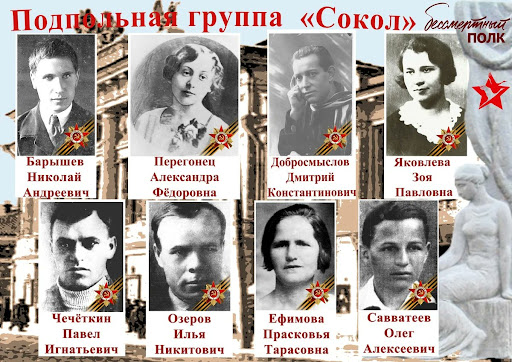 Подпольная группа «Сокол»
бессмертный
ПОЛК
Барышев
Николай
Андреевич
Перегонец
Александра
Фёдоровна
Добросмыслов
Дмитрий
Константинович
Яковлева
Зоя
Павловна
Чечёткин
Павел
Игнатьевич
Озеров
Илья
Никитович
Ефимова
Прасковья
Тарасовна
Савватеев
Олег
Алексеевич